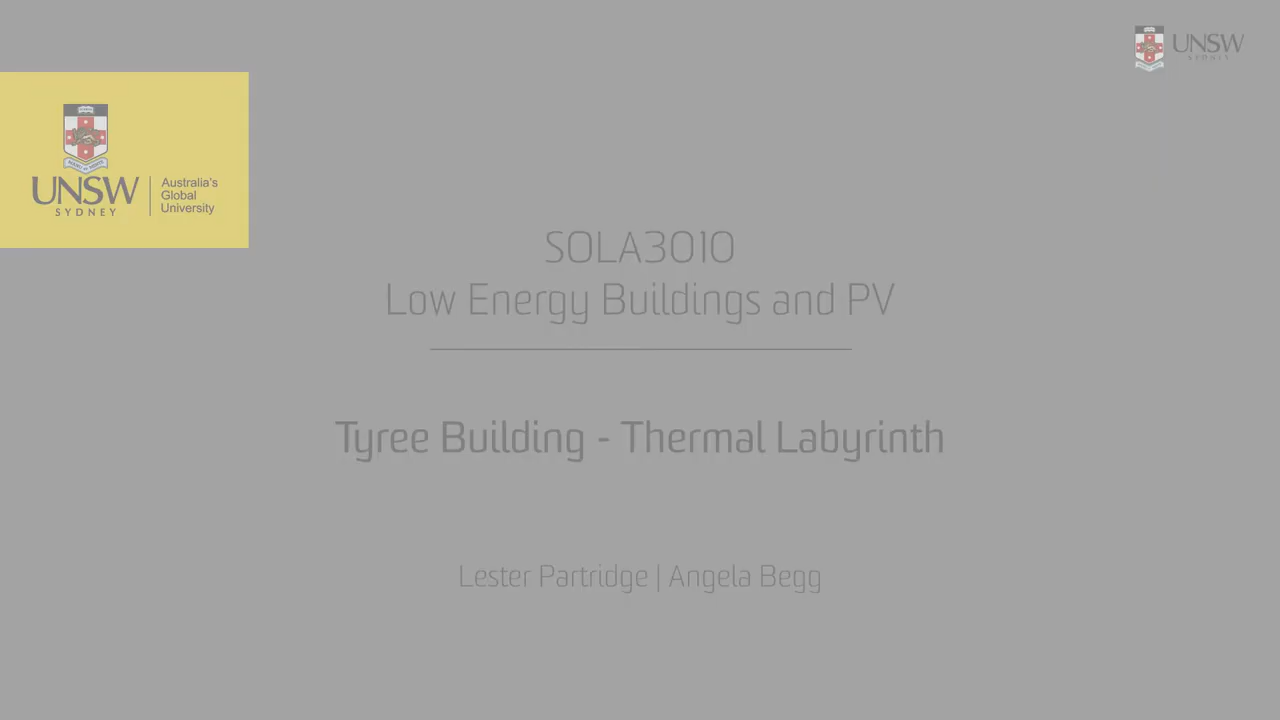 UNSW
SYDNEY
UNSW
SYDNEY
Australia's
Global
University
SOLA3010
Low Energy Buildings and PV
Tyree Building - Thermal Labyrinth
Lester Partridge | Angela Begg